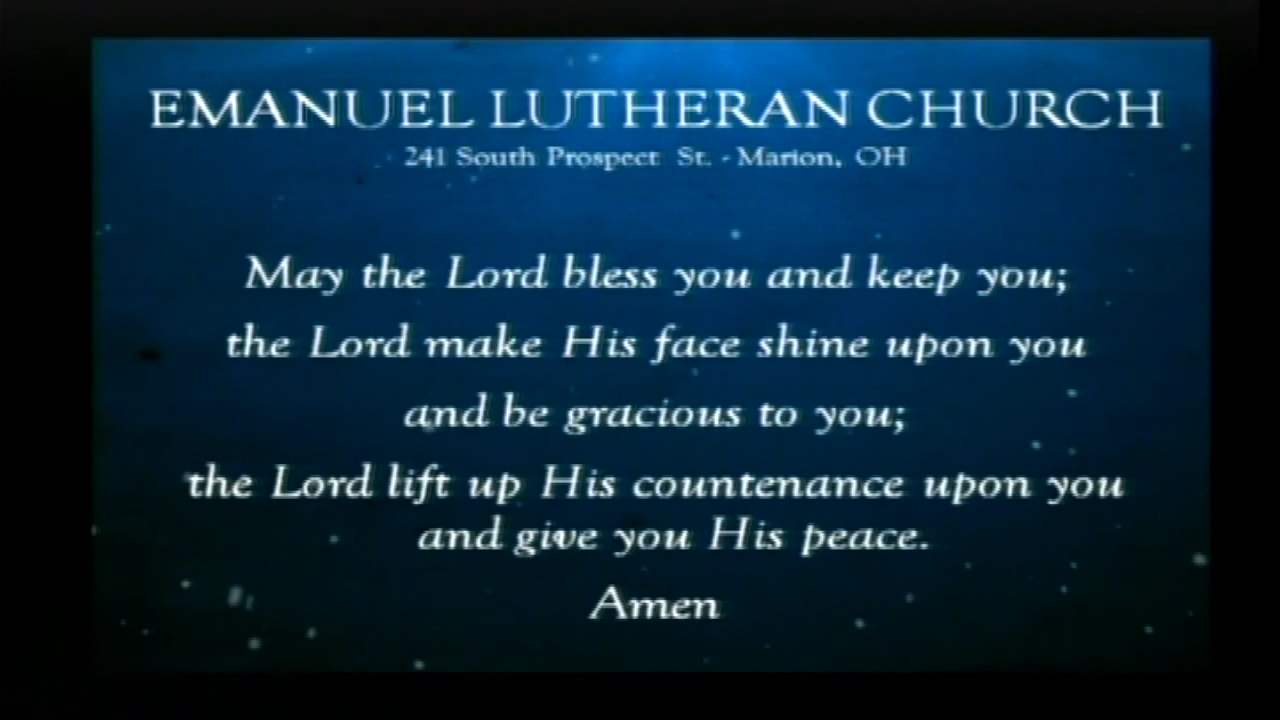 EMANUEL LUTHERAN CHURCH
241 South Prospect St. - Marion, OH
May the Lord bless you and keep you;
the Lord make His face shine upon you
and be gracious to you;
the Lord lift up His countenance upon you
and give you His peace.
Amen